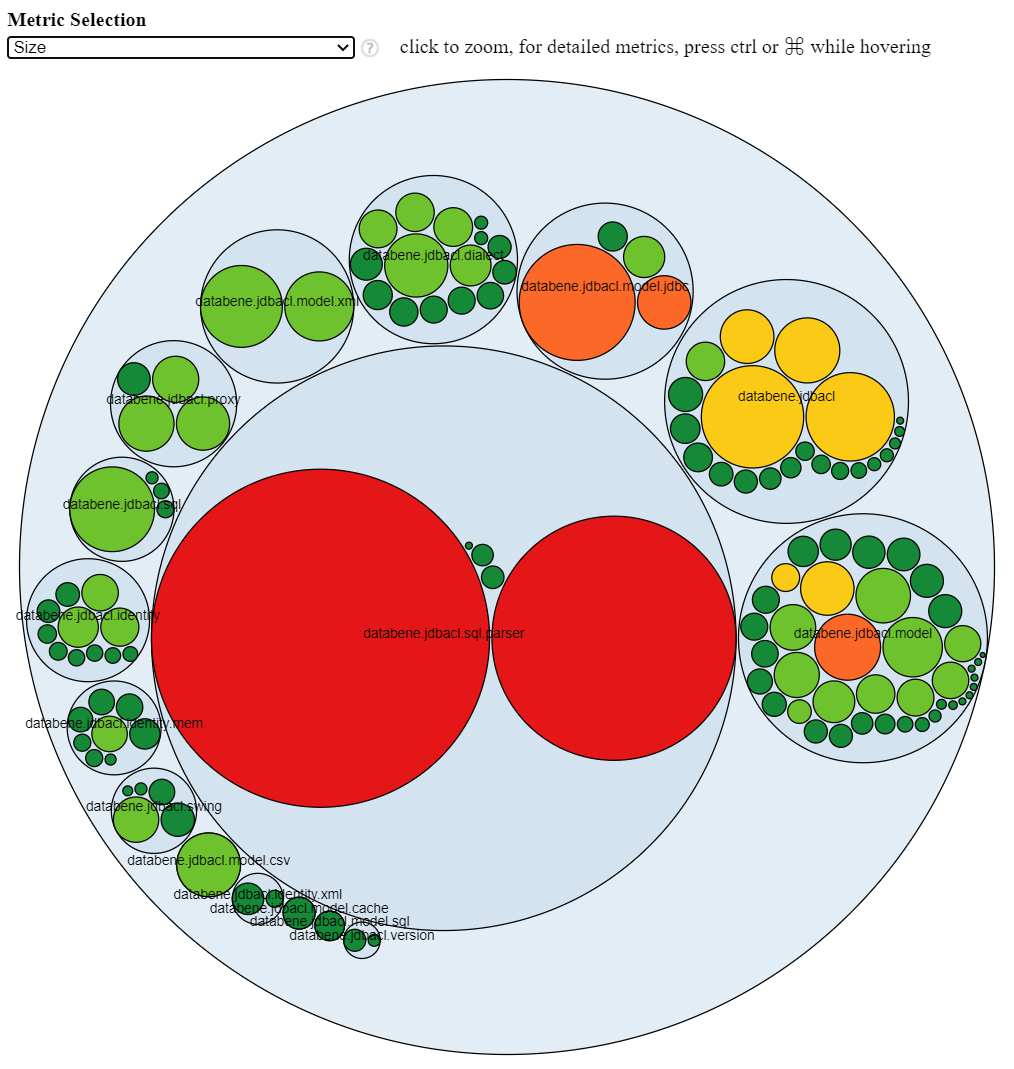 Metric Selection
Size
? click to zoom, for detailed metrics, press ctrl or ⌘ while hovering
databene.jdbacl.dialect
databene.jdbacl.model.jdbc
databene.jdbacl.model.xml
databene.jdbacl
databene.jdbacl.proxy
databene.jdbacl.sql
databene.jdbacl.identity
databene.jdbacl.sql.parser
databene.jdbacl.model
databene.jdbacl.identity.mem
databene.jdbacl.swing
databene.jdbacl.model.csv
databene.jdbacl.identity.xml
databene.jdbacl.model.cache
databene.jdbacl.model.sql
databene.jdbacl.version